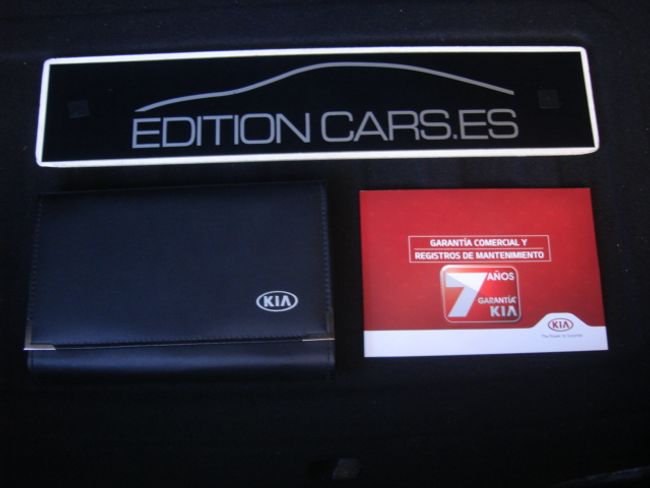 EDITION CARS.ES
KIA
GARANTÍA COMERCIAL Y
REGISTROS DE MANTENIMIENTO
7 AÑOS
GARANTÍA
KIA
KIA
The Power to Surprise